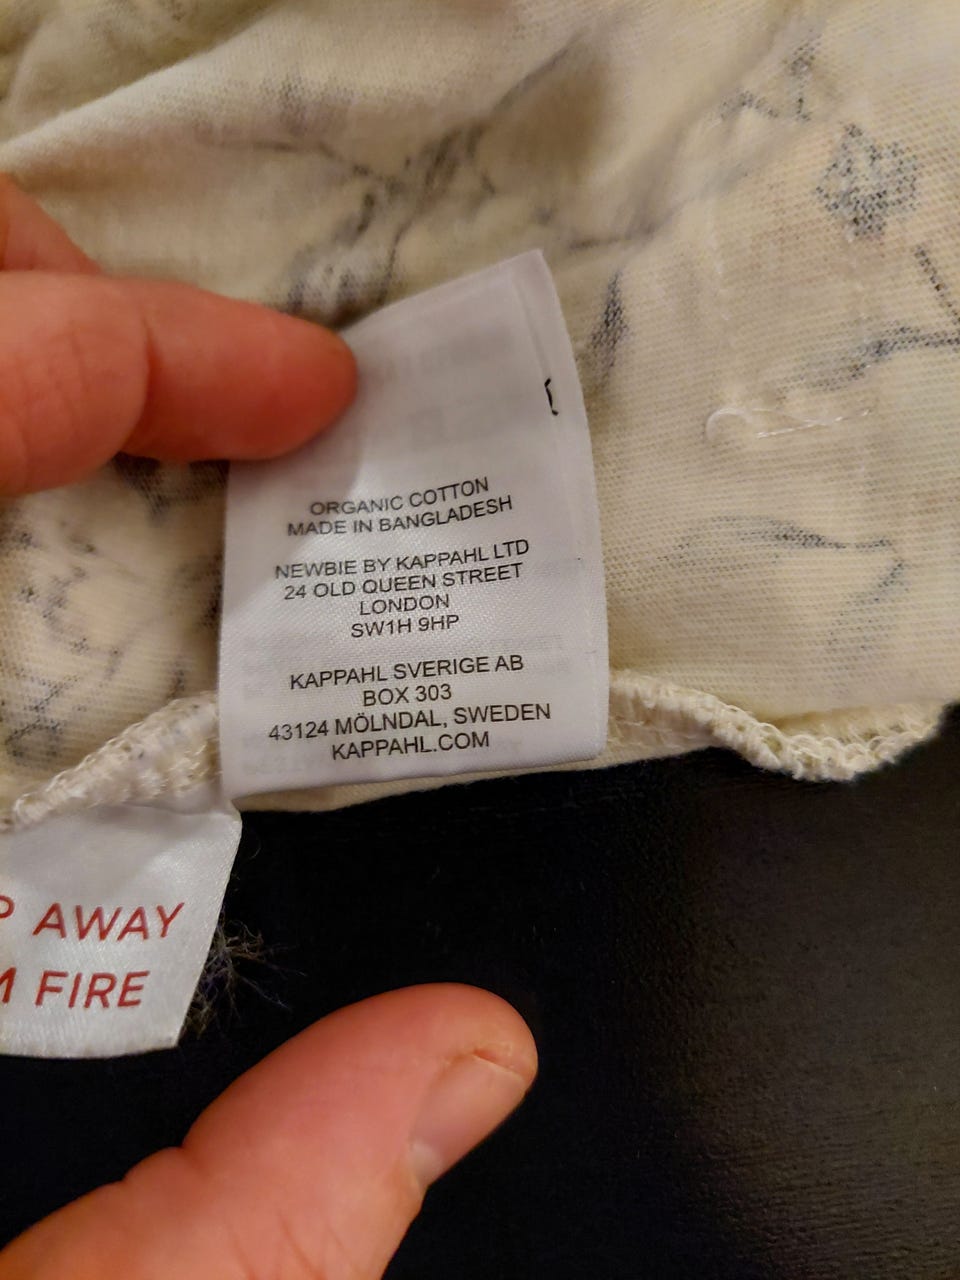 ORGANIC COTTON
MADE IN BANGLADESH
NEWBIE BY KAPPAHL LTD
24 OLD QUEEN STREET
LONDON
SW1H 9HP
KAPPAHL SVERIGE AB
BOX 303
43124 MÖLNDAL, SWEDEN
KAPPAHL.COM
AWAY
FIRE